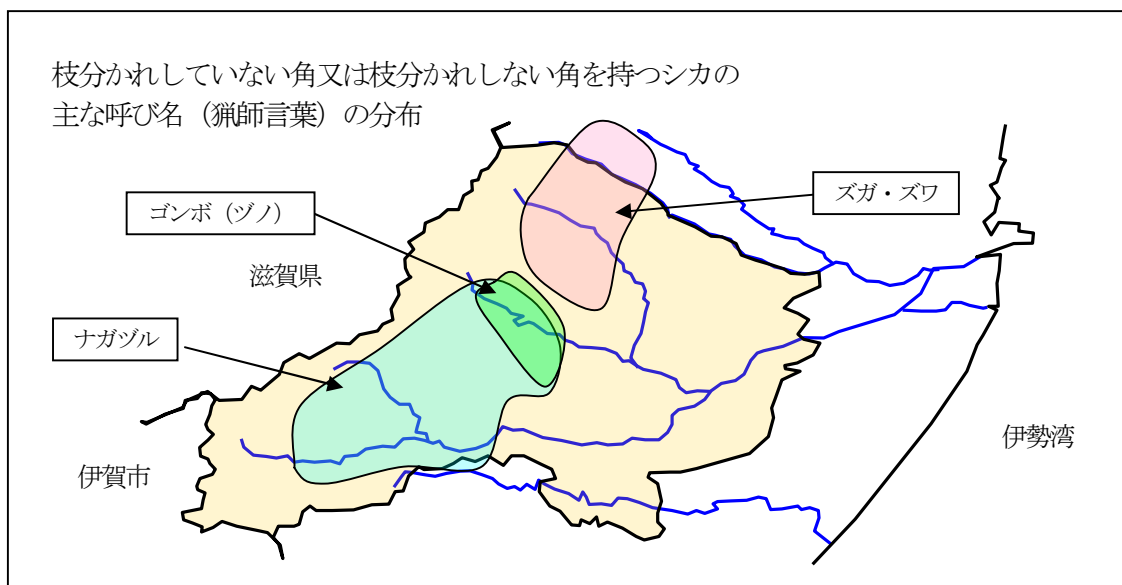 枝分かれしていない角又は枝分かれしない角を持つシカの
主な呼び名（猟師言葉）の分布
ズガ・ズワ
ゴンボ（ヅノ）
滋賀県
ナガヅル
伊勢湾
伊賀市